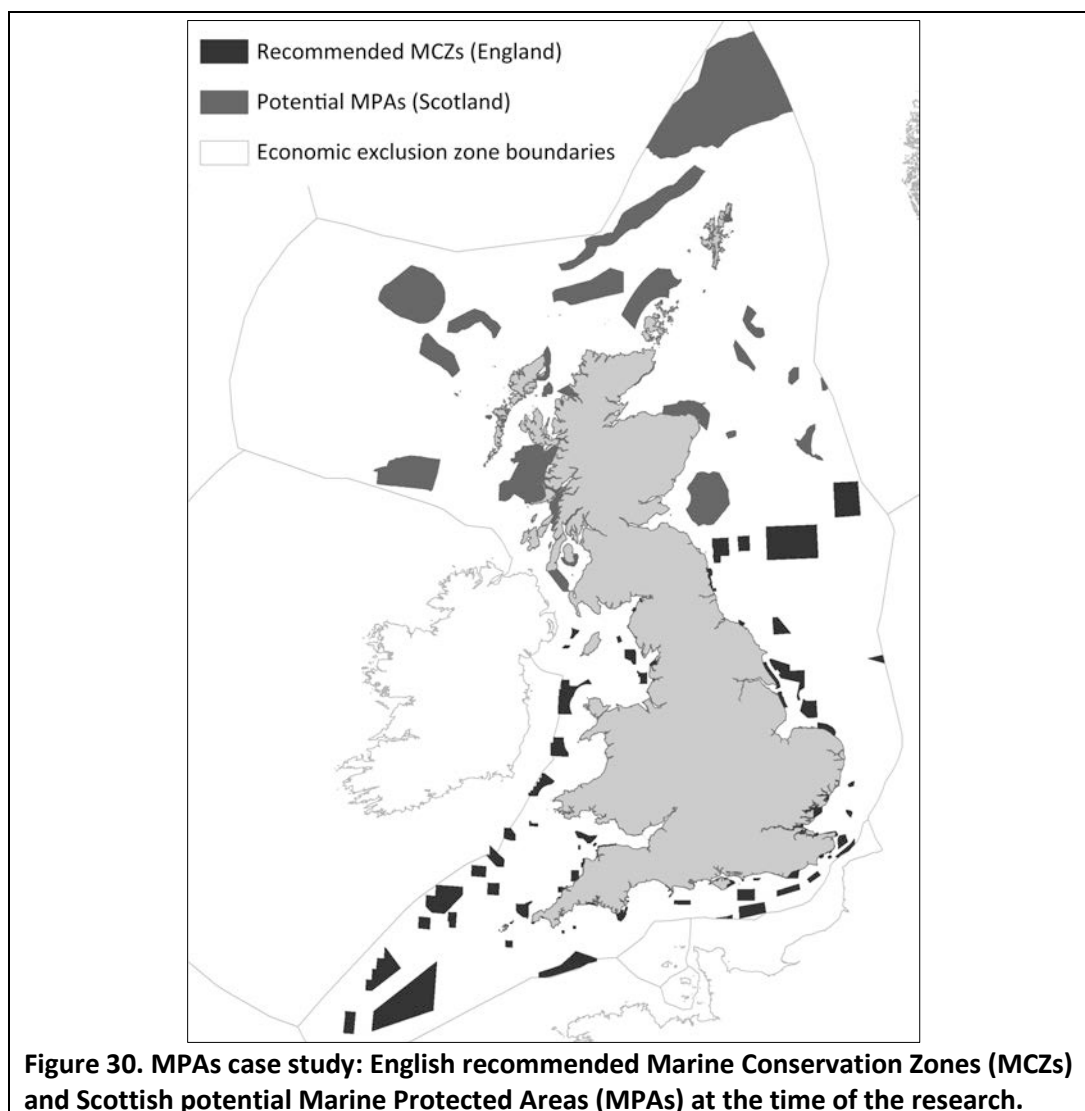 Recommended MCZs (England)
Potential MPAs (Scotland)
Economic exclusion zone boundaries
Figure 30. MPAs case study: English recommended Marine Conservation Zones (MCZs)
and Scottish potential Marine Protected Areas (MPAs) at the time of the research.